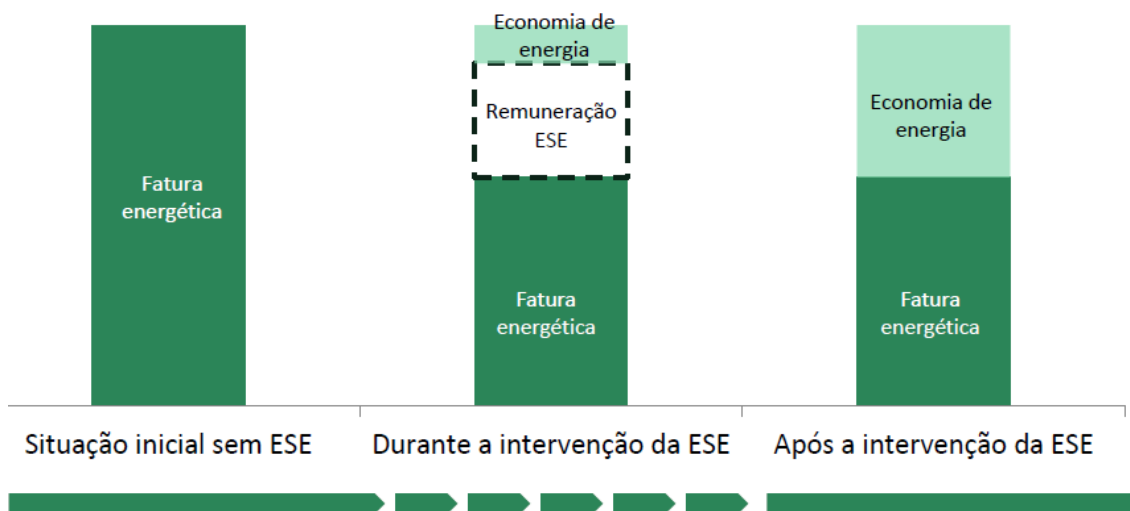 Fatura
energética
Economia de
energia
Remuneração
ESE
Fatura
energética
Economia de
energia
Fatura
energética
Situação inicial sem ESE
Durante a intervenção da ESE
Após a intervenção da ESE